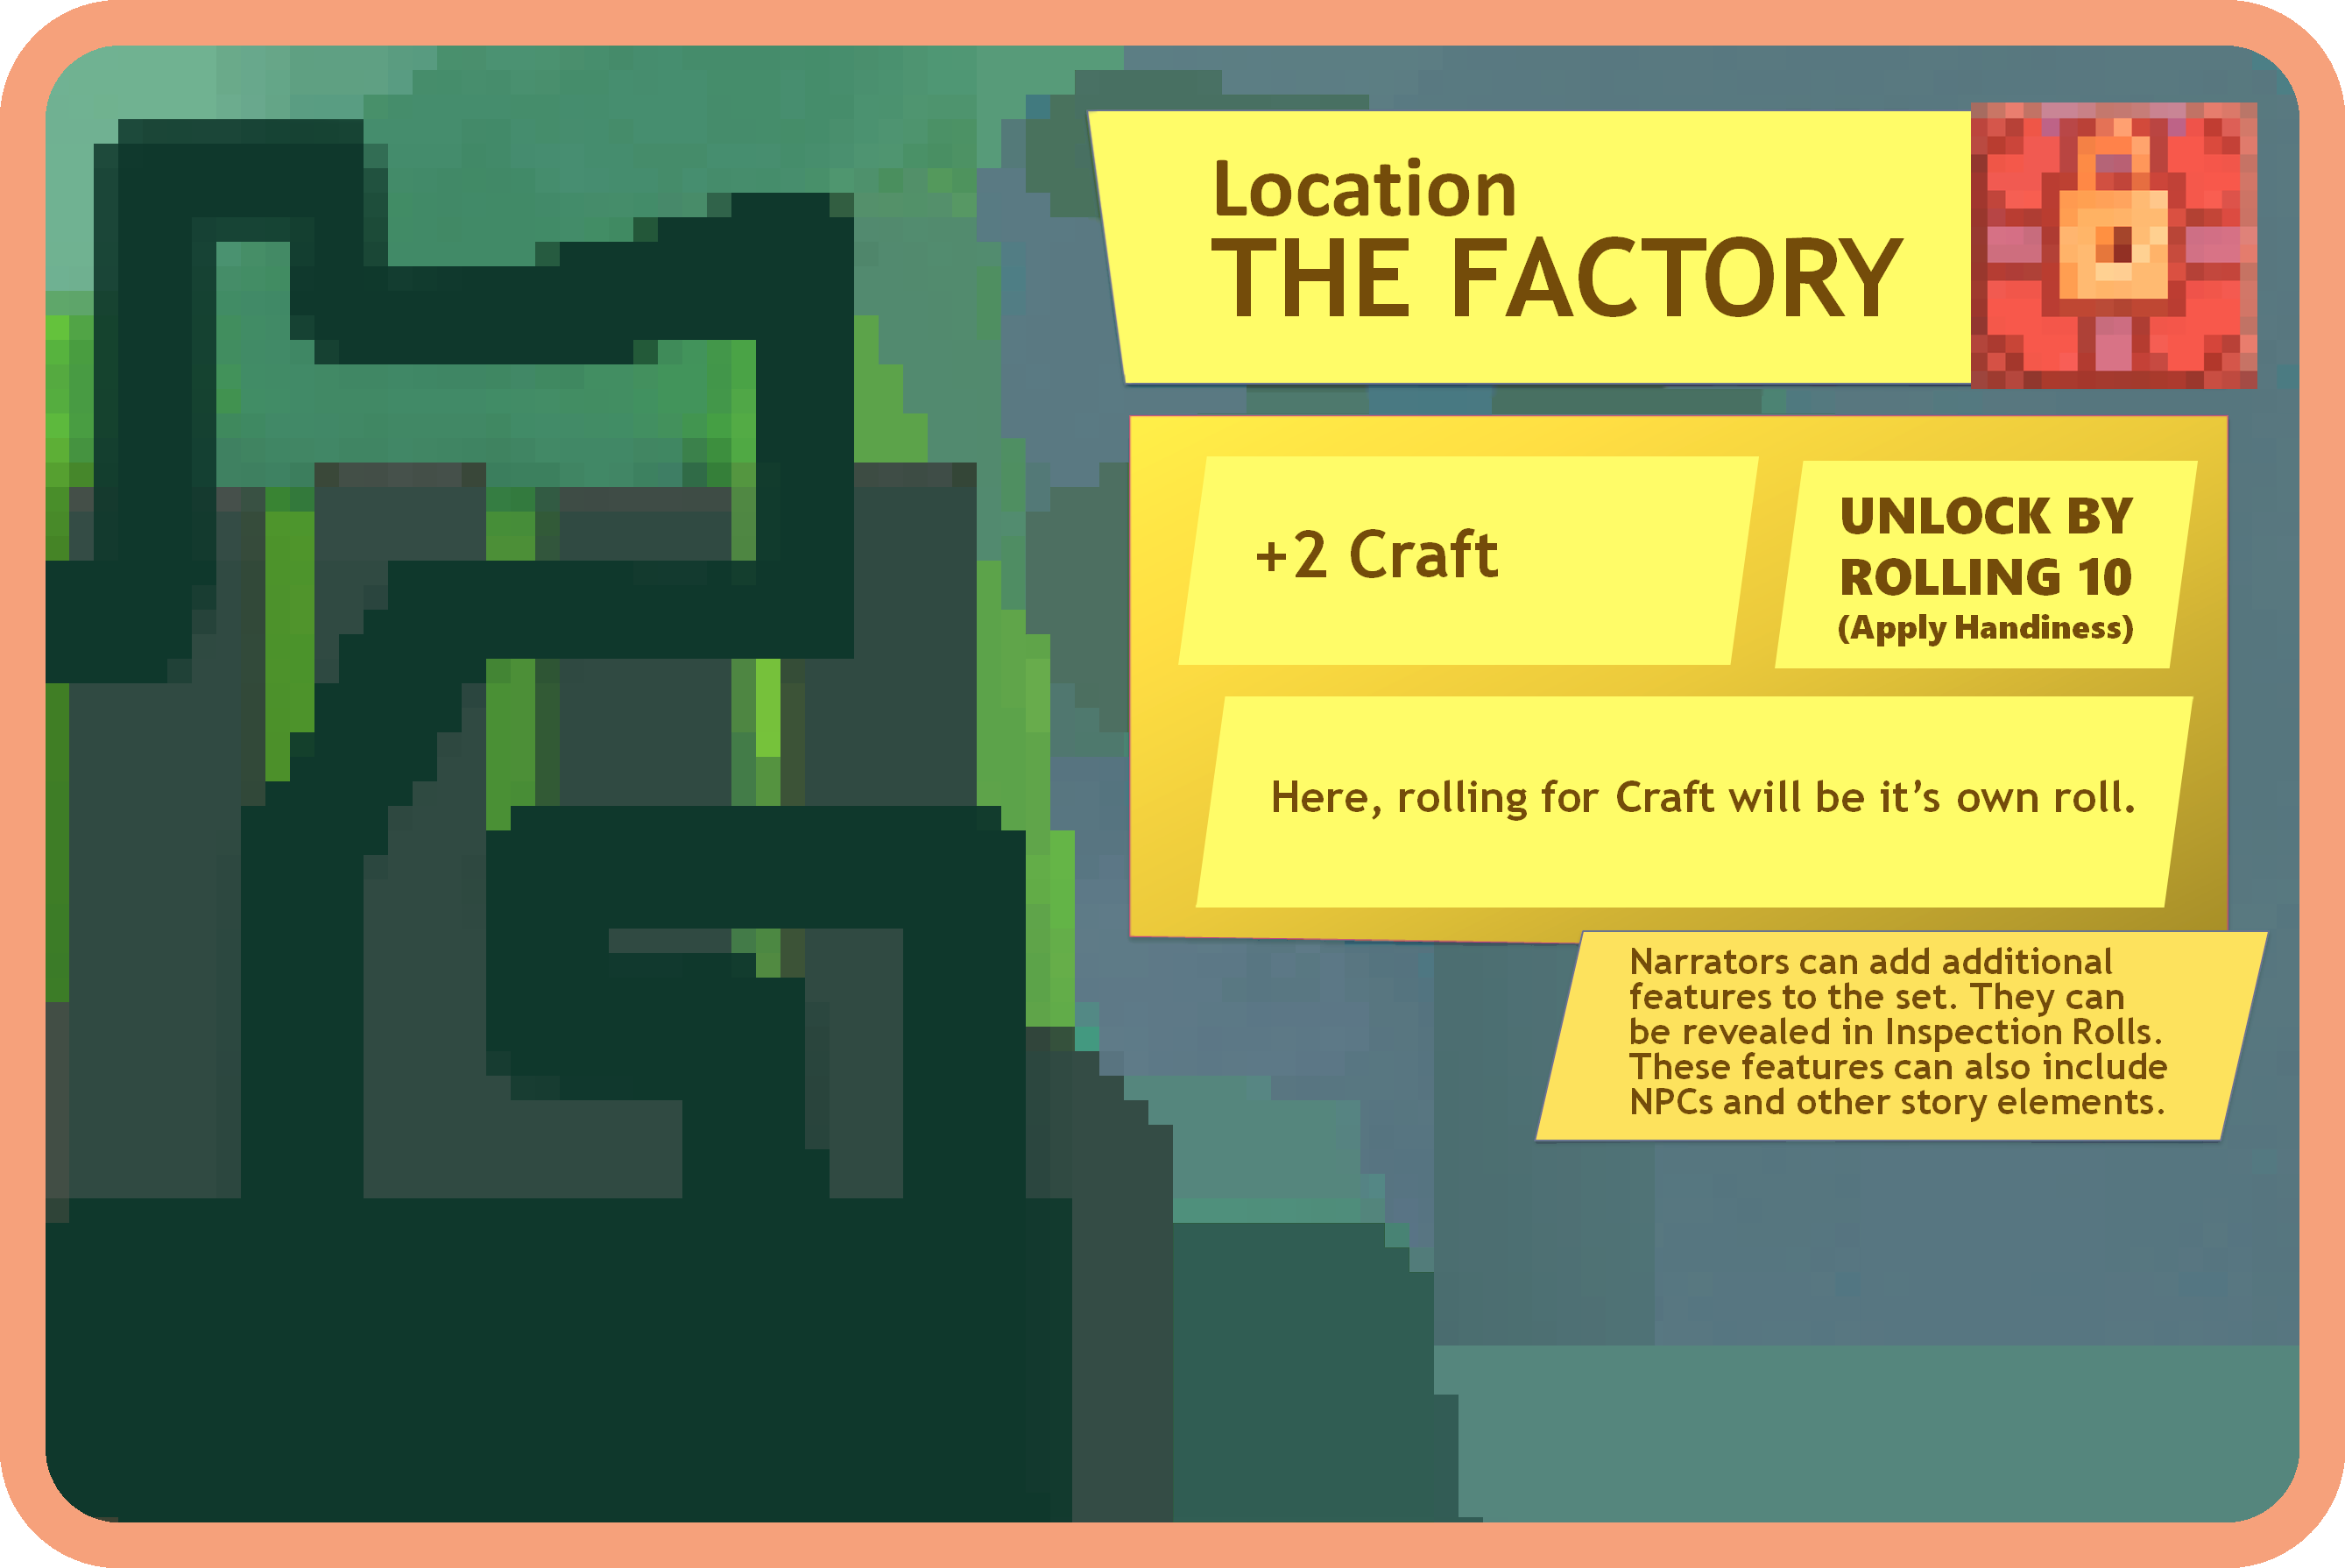 Location
THE FACTORY
+2 Craft
UNLOCK BY
ROLLING 10
(Apply Handiness)
Here, rolling for Craft will be it’s own roll.
Narrators can add additional
features to the set. They can
be revealed in Inspection Rolls.
These features can also include
NPCs and other story elements.